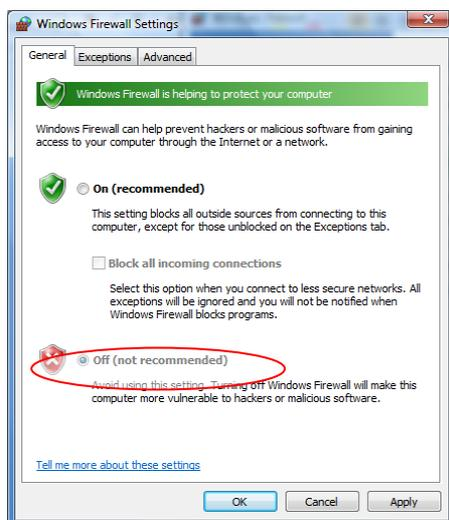 Windows Firewall Settings
General Exceptions Advanced
Windows Firewall is helping to protect your computer
Windows Firewall can help prevent hackers or malicious software from gaining
access to your computer through the Internet or a network.
On (recommended)
This setting blocks all outside sources from connecting to this
computer, except for those unblocked on the Exceptions tab.
Block all incoming connections
Select this option when you connect to less secure networks. All
exceptions will be ignored and you will not be notified when
Windows Firewall blocks programs.
Off (not recommended)
Avoid using this setting. Turning off Windows Firewall will make this
computer more vulnerable to hackers or malicious software.
Tell me more about these settings
OK Cancel Apply